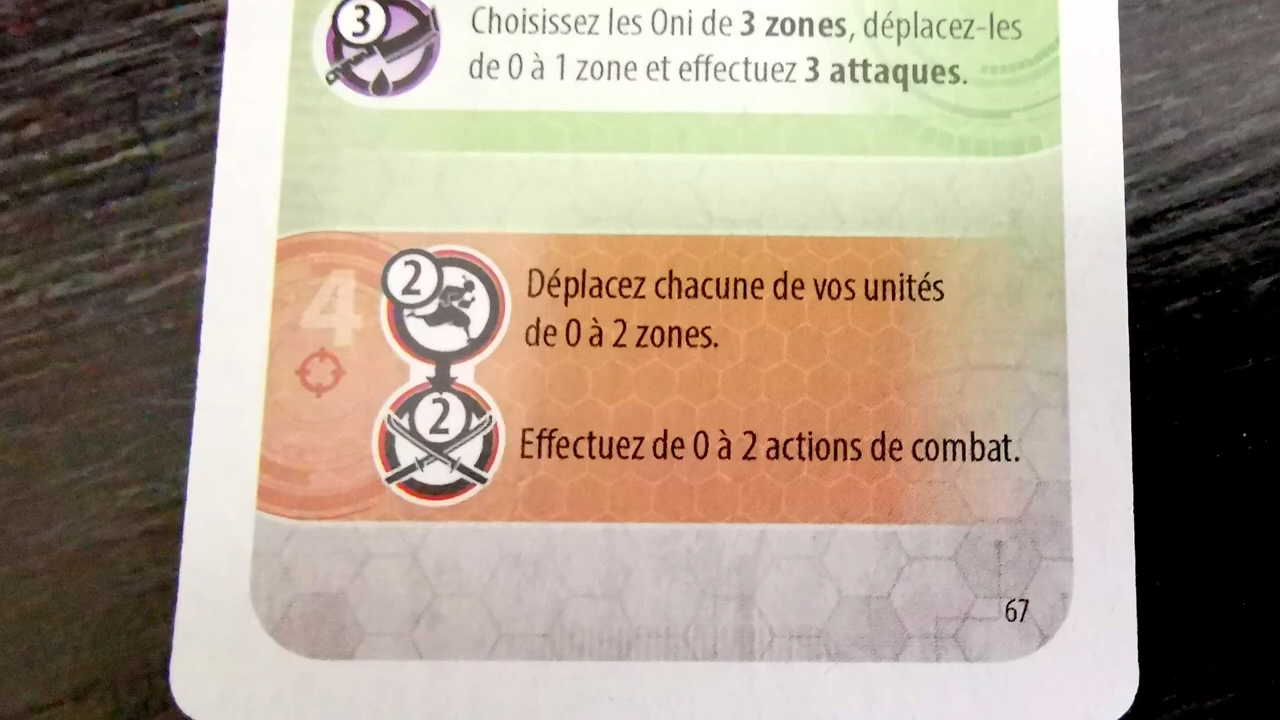 3
Choisissez les Oni de 3 zones, déplacez-les
de 0 à 1 zone et effectuez 3 attaques.
4
2
Déplacez chacune de vos unités
de 0 à 2 zones.
2
Effectuez de 0 à 2 actions de combat.
67